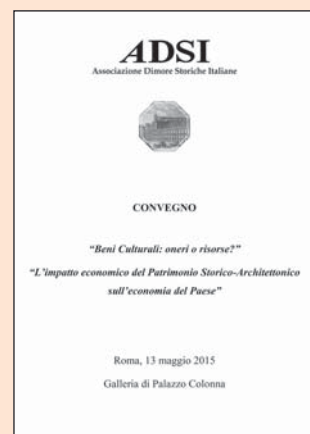 ADSI
Associazione Dimore Storiche Italiane
CONVEGNO
“Beni Culturali: oneri o risorse?”
“L’impatto economico del Patrimonio Storico-Architettonico
sull’economia del Paese”
Roma, 13 maggio 2015
Galleria di Palazzo Colonna